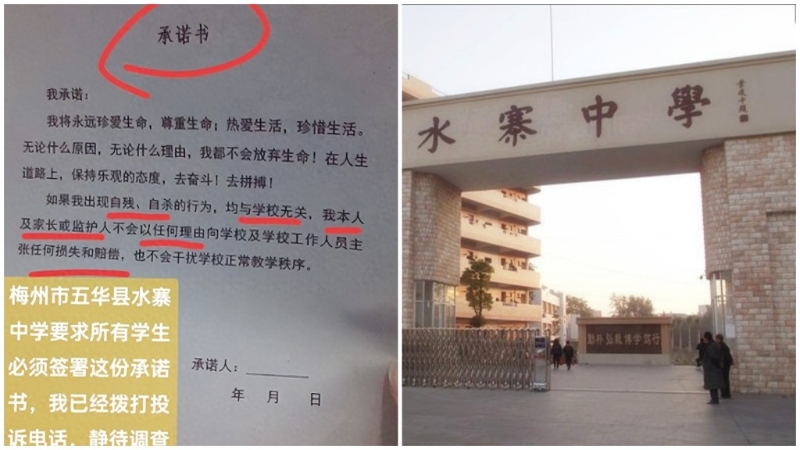 承诺书
我承诺:
我将永远珍爱生命,尊重生命;热爱生活,珍惜生活。
无论什么原因,无论什么理由,我都不会放弃生命!在人生
道路上,保持乐观的态度,去奋斗!去拼搏!
如果我出现自残、自杀的行为,均与学校无关,我本人
及家长或监护人不会以任何理由向学校及学校工作人员主
张任何损失和赔偿,也不会干扰学校正常教学秩序。
承诺人:
年 月 日
梅州市五华县水寨
中学要求所有学生
必须签署这份承诺
书,我已经拨打投
诉电话,静待调查
水寨中學
勤朴弘毅博学笃行